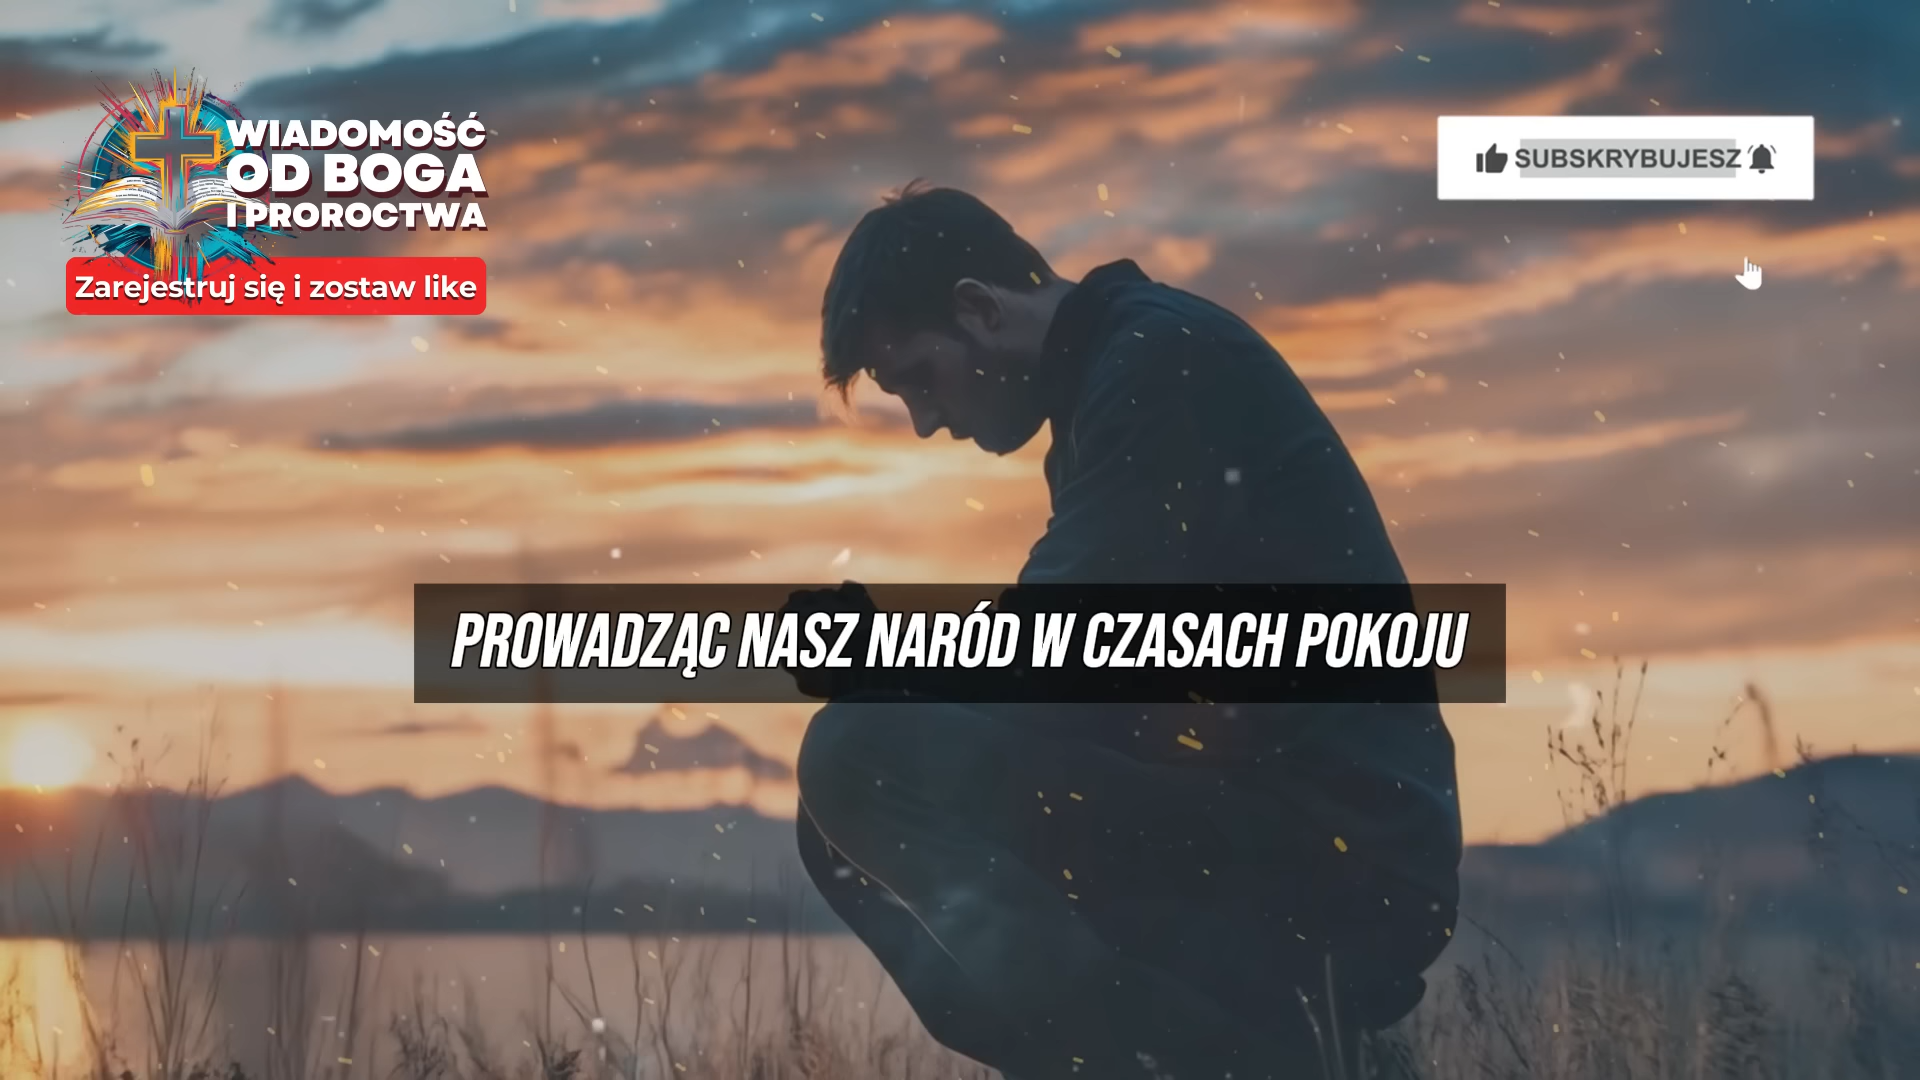 WIADOMOŚĆ
OD BOGA
I PROROCTWA
Zarejestruj się i zostaw like
SUBSKRYBUJESZ
PROWADZĄC NASZ NARÓD W CZASACH POKOJU